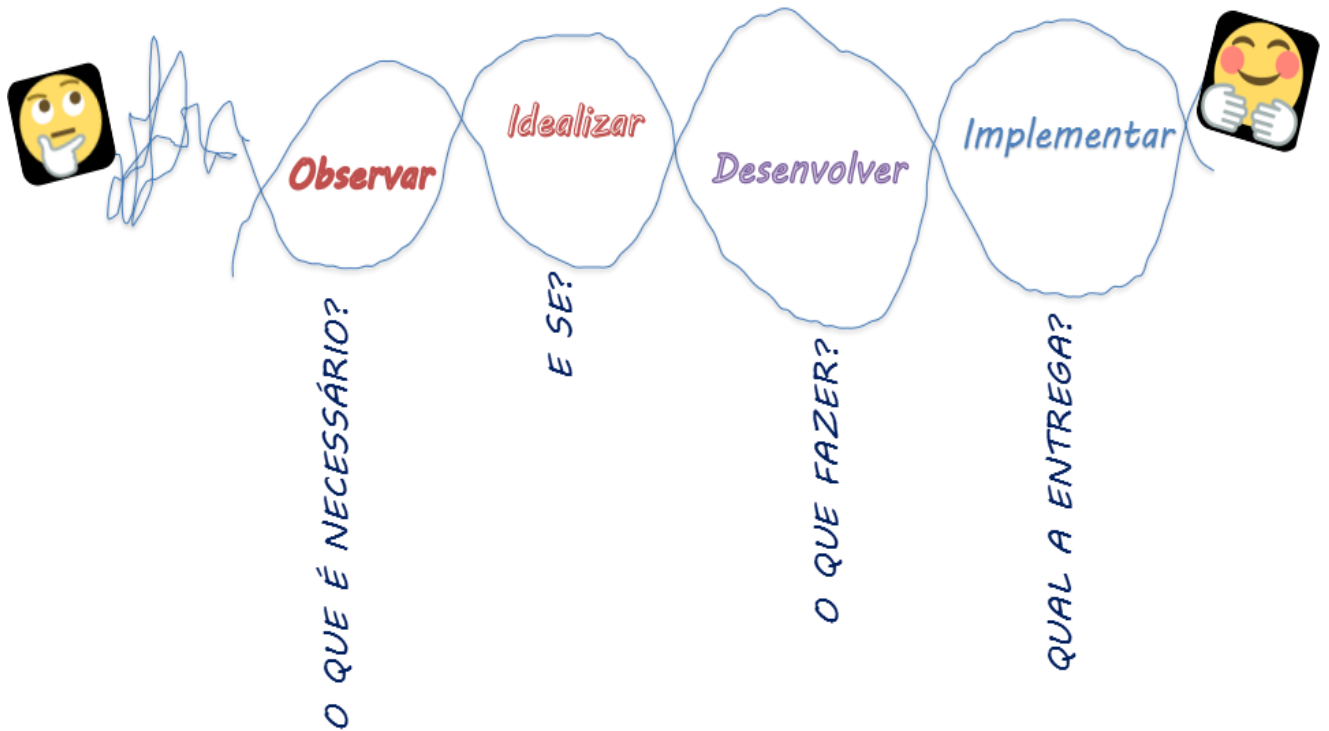 Observar
Idealizar
Desenvolver
Implementar
O QUE É NECESSÁRIO?
E SE?
O QUE FAZER?
QUAL A ENTREGA?